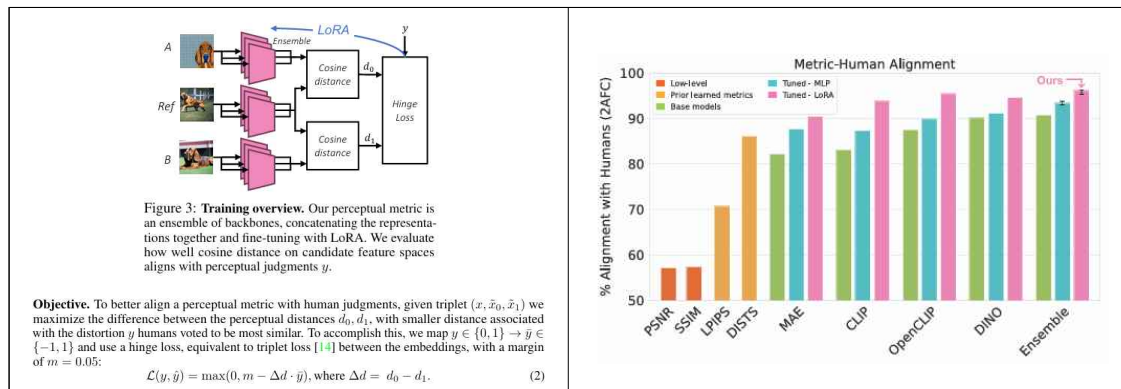 LoRA
y
A
Ensemble
Cosine
distance
d₀
Ref
Hinge
Loss
Cosine
distance
d₁
B
Figure 3: Training overview. Our perceptual metric is
an ensemble of backbones, concatenating the representa-
tions together and fine-tuning with LoRA. We evaluate
how well cosine distance on candidate feature spaces
aligns with perceptual judgments y.
Objective. To better align a perceptual metric with human judgments, given triplet (x, x̃₀, x̃₁) we
maximize the difference between the perceptual distances d₀, d₁, with smaller distance associated
with the distortion y humans voted to be most similar. To accomplish this, we map y ∈ {0, 1} → ȳ ∈
{−1, 1} and use a hinge loss, equivalent to triplet loss [14] between the embeddings, with a margin
of m = 0.05:
ℒ(y, ŷ) = max(0, m − Δd · ȳ), where Δd = d₀ − d₁. (2)
Metric-Human Alignment
% Alignment with Humans (2AFC)
100
90
80
70
60
50
Low-level
Prior learned metrics
Base models
Tuned - MLP
Tuned - LoRA
Ours
PSNR
SSIM
LPIPS
DISTS
MAE
CLIP
OpenCLIP
DINO
Ensemble